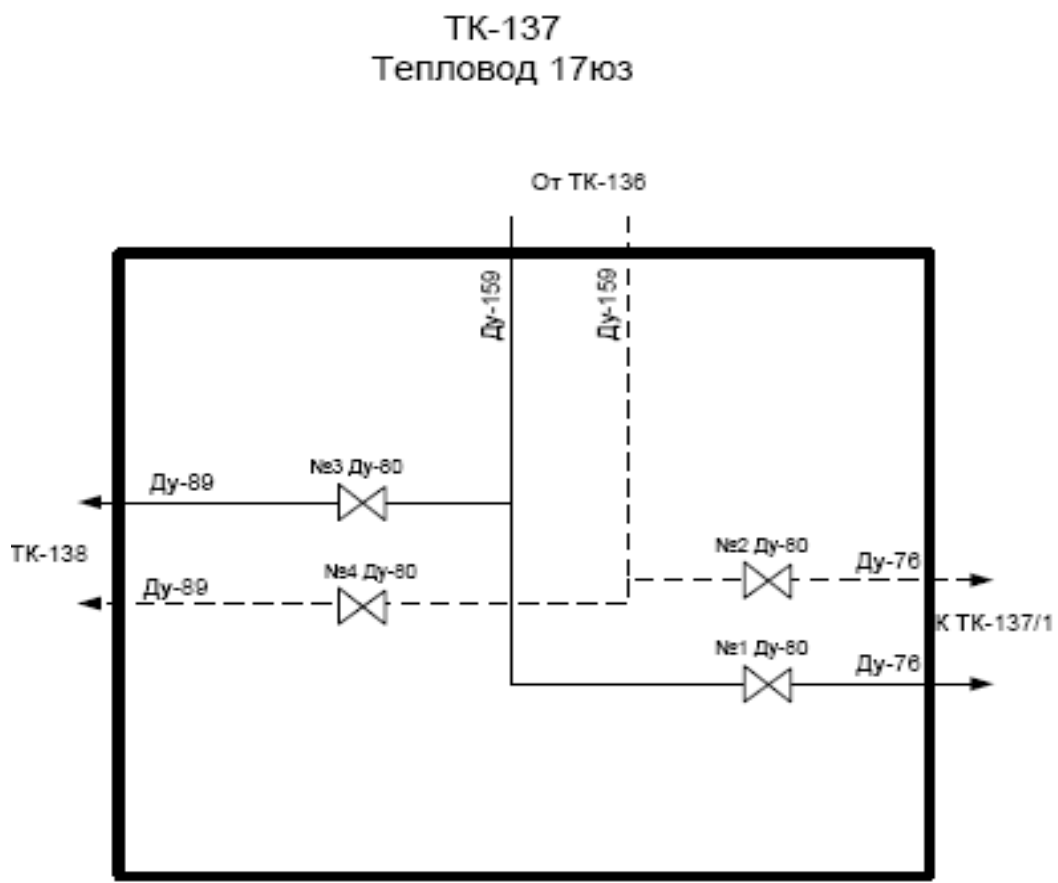 ТК-137
Тепловод 17юз
От ТК-136
Ду-159
Ду-159
№3 Ду-80
Ду-89
ТК-138
№4 Ду-80
Ду-89
№2 Ду-80
Ду-76
К ТК-137/1
№1 Ду-80
Ду-76